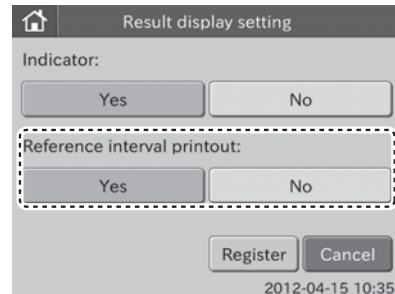 Result display setting
Indicator:
Yes No
Reference interval printout:
Yes No
Register Cancel
2012-04-15 10:35